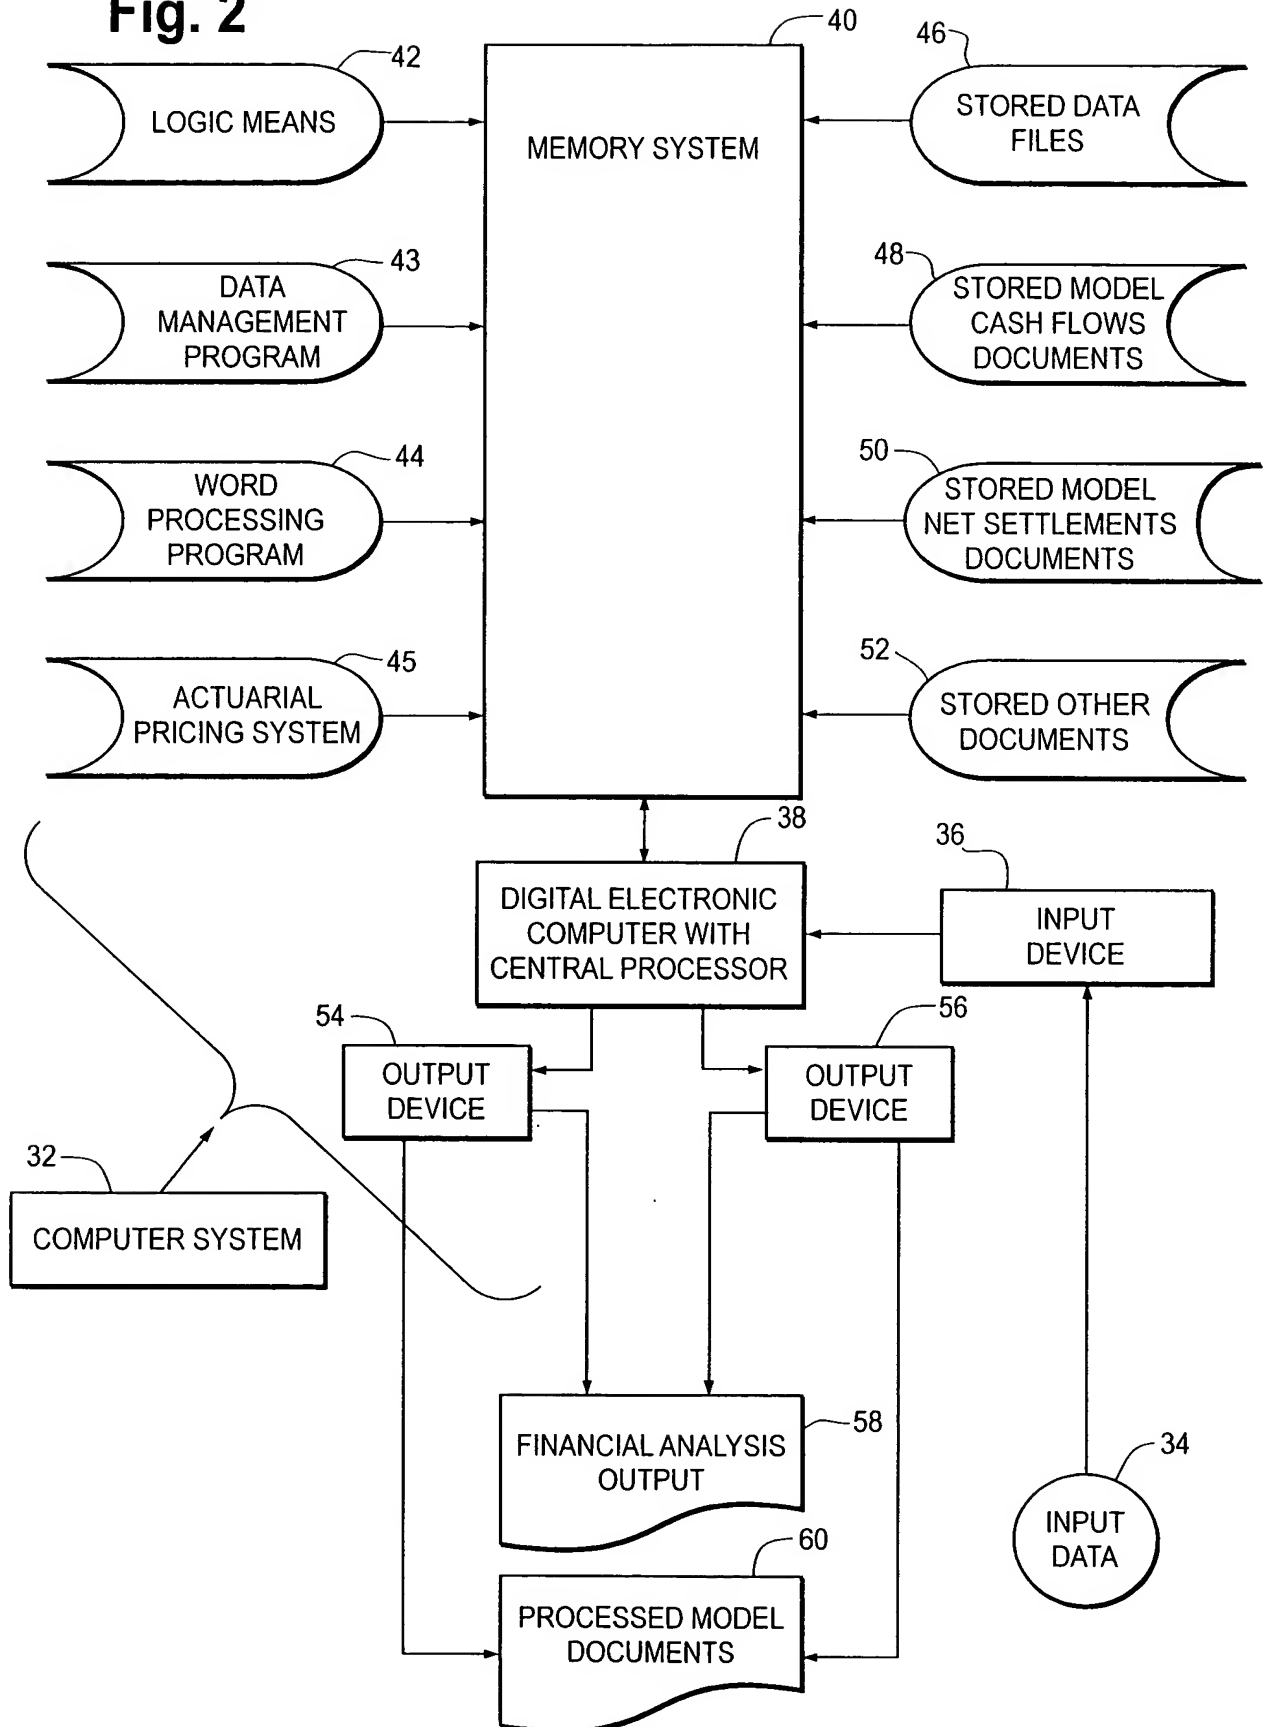 Fig. 2
40
46
42
LOGIC MEANS
MEMORY SYSTEM
STORED DATA
FILES
43
DATA
MANAGEMENT
PROGRAM
48
STORED MODEL
CASH FLOWS
DOCUMENTS
44
WORD
PROCESSING
PROGRAM
50
STORED MODEL
NET SETTLEMENTS
DOCUMENTS
45
ACTUARIAL
PRICING SYSTEM
52
STORED OTHER
DOCUMENTS
38
DIGITAL ELECTRONIC
COMPUTER WITH
CENTRAL PROCESSOR
36
INPUT
DEVICE
54
OUTPUT
DEVICE
56
OUTPUT
DEVICE
32
COMPUTER SYSTEM
58
FINANCIAL ANALYSIS
OUTPUT
34
INPUT
DATA
60
PROCESSED MODEL
DOCUMENTS